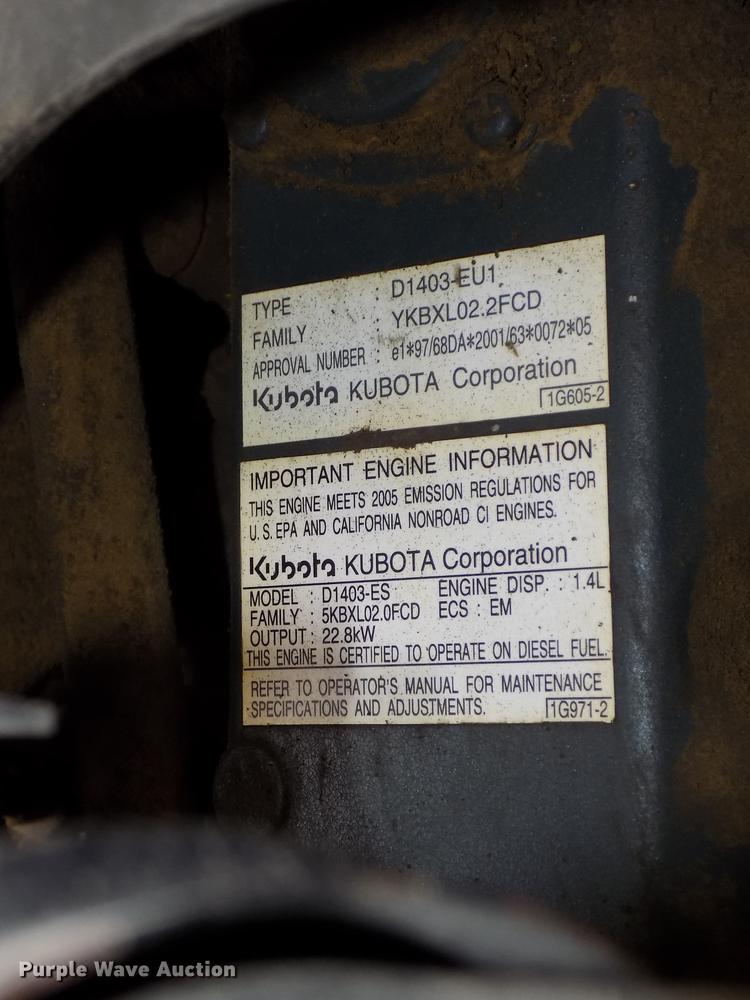 TYPE : D1403-EU1
FAMILY : YKBXL02.2FCD
APPROVAL NUMBER : e1*97/68DA*2001/63*0072*05
Kubota KUBOTA Corporation
1G605-2
IMPORTANT ENGINE INFORMATION
THIS ENGINE MEETS 2005 EMISSION REGULATIONS FOR
U.S. EPA AND CALIFORNIA NONROAD CI ENGINES.
Kubota KUBOTA Corporation
MODEL : D1403-ES ENGINE DISP. : 1.4L
FAMILY : 5KBXL02.0FCD ECS : EM
OUTPUT : 22.8kW
THIS ENGINE IS CERTIFIED TO OPERATE ON DIESEL FUEL.
REFER TO OPERATOR'S MANUAL FOR MAINTENANCE
SPECIFICATIONS AND ADJUSTMENTS. 1G971-2
Purple Wave Auction